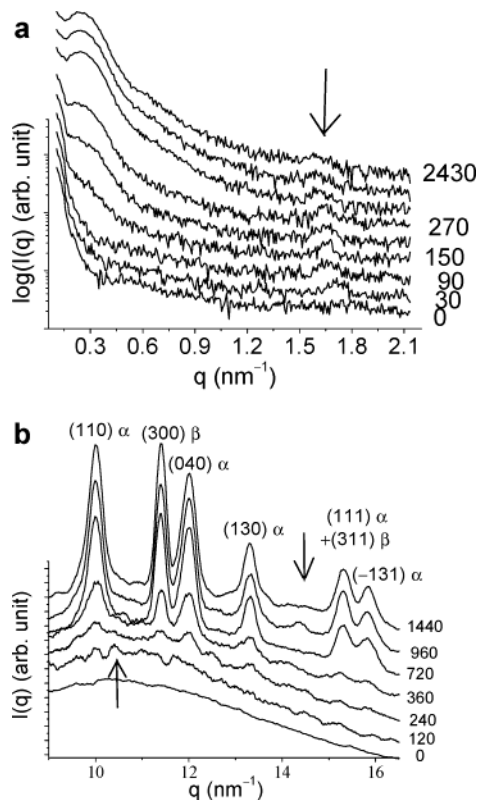 a
log(I(q) (arb. unit)
2430
270
150
90
30
0
0.3 0.6 0.9 1.2 1.5 1.8 2.1
q (nm⁻¹)
b
(110) α
(300) β
(040) α
(130) α
(111) α
+(311) β
(−131) α
I(q) (arb. unit)
1440
960
720
360
240
120
0
10 12 14 16
q (nm⁻¹)